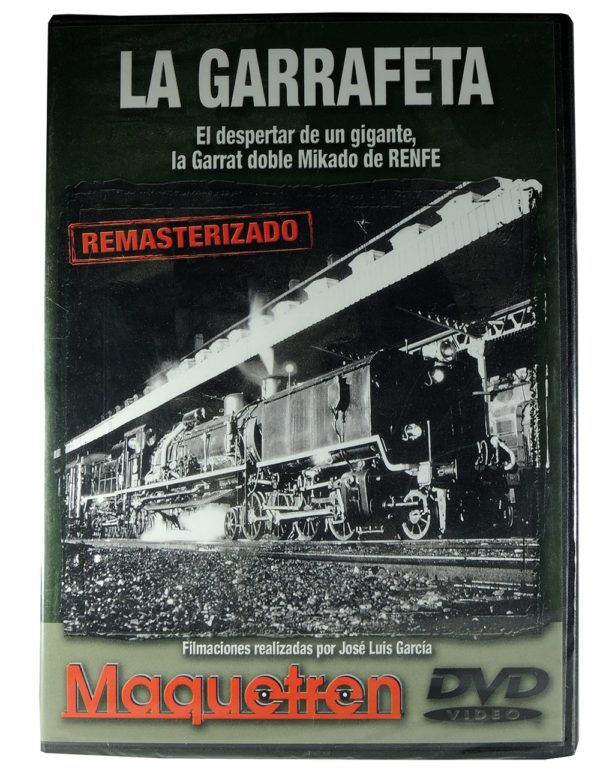 LA GARRAFETA
El despertar de un gigante,
la Garrat doble Mikado de RENFE
REMASTERIZADO
Filmaciones realizadas por José Luis García
Maquetren
DVD
VIDEO